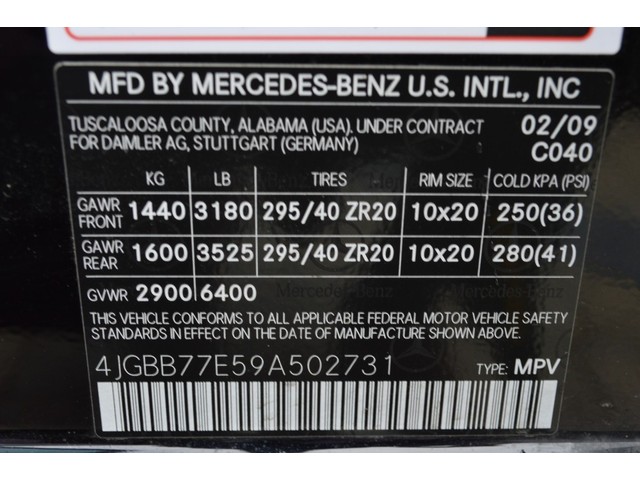 MFD BY MERCEDES-BENZ U.S. INTL., INC
TUSCALOOSA COUNTY, ALABAMA (USA). UNDER CONTRACT 02/09
FOR DAIMLER AG, STUTTGART (GERMANY) C040
KG LB TIRES RIM SIZE COLD KPA (PSI)
GAWR FRONT 1440 3180 295/40 ZR20 10x20 250(36)
GAWR REAR 1600 3525 295/40 ZR20 10x20 280(41)
GVWR 2900 6400
Mercedes-Benz
THIS VEHICLE CONFORMS TO ALL APPLICABLE FEDERAL MOTOR VEHICLE SAFETY
STANDARDS IN EFFECT ON THE DATE OF MANUFACTURE SHOWN ABOVE.
4JGBB77E59A502731 TYPE: MPV